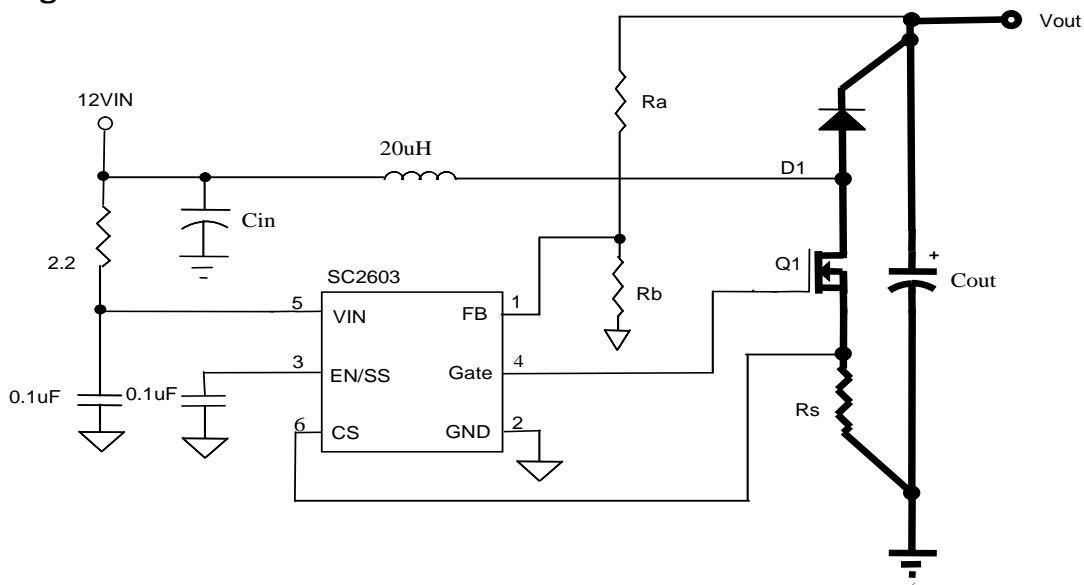 Vout
Ra
12VIN
20uH
D1
Cin
2.2
SC2603
Q1
+
Cout
Rb
5 VIN
FB 1
3 EN/SS
Gate 4
0.1uF
0.1uF
6 CS
GND 2
Rs